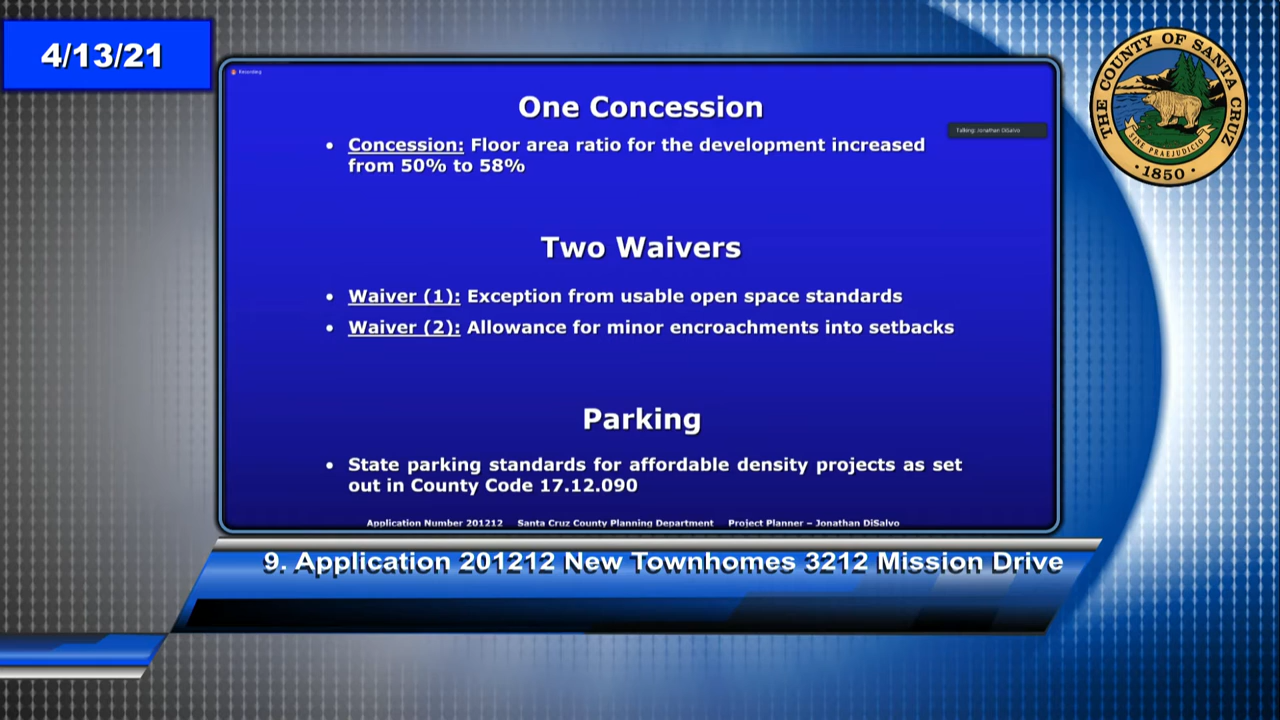 4/13/21
Recording
One Concession
Talking: Jonathan DiSalvo
• Concession: Floor area ratio for the development increased
from 50% to 58%
Two Waivers
• Waiver (1): Exception from usable open space standards
• Waiver (2): Allowance for minor encroachments into setbacks
Parking
• State parking standards for affordable density projects as set
out in County Code 17.12.090
Application Number 201212 Santa Cruz County Planning Department Project Planner – Jonathan DiSalvo
9. Application 201212 New Townhomes 3212 Mission Drive
THE COUNTY OF SANTA CRUZ
SINE PRAEJUDICIO
• 1850 •